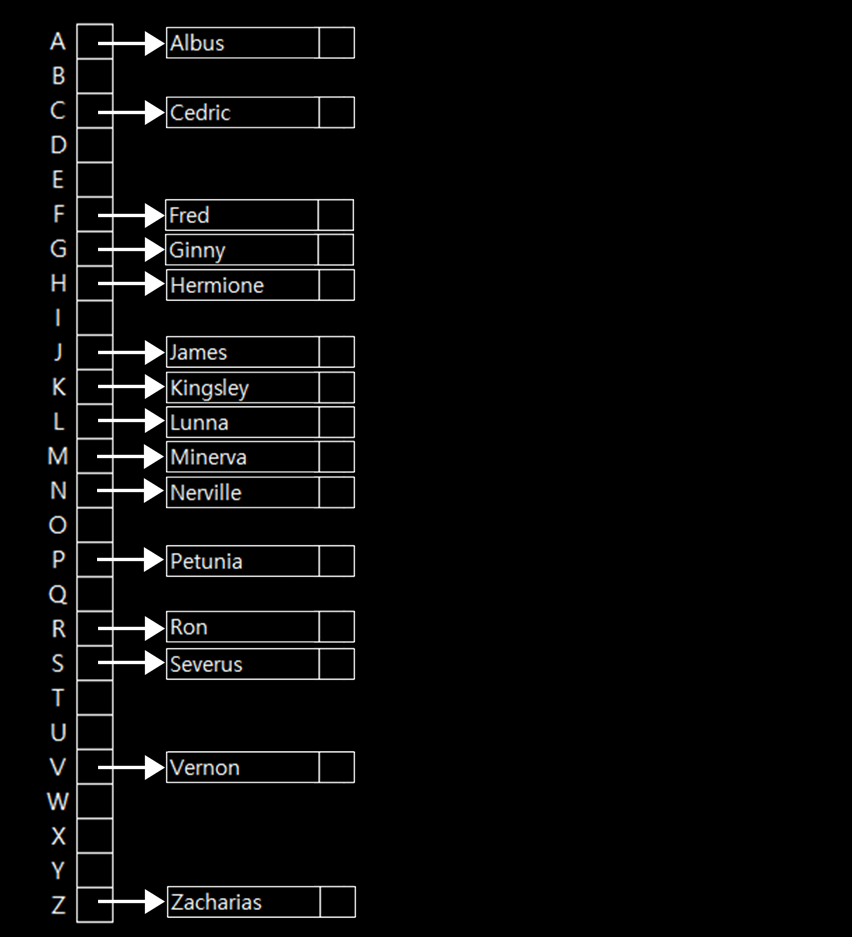 A Albus
B
C Cedric
D
E
F Fred
G Ginny
H Hermione
I
J James
K Kingsley
L Lunna
M Minerva
N Nerville
O
P Petunia
Q
R Ron
S Severus
T
U
V Vernon
W
X
Y
Z Zacharias